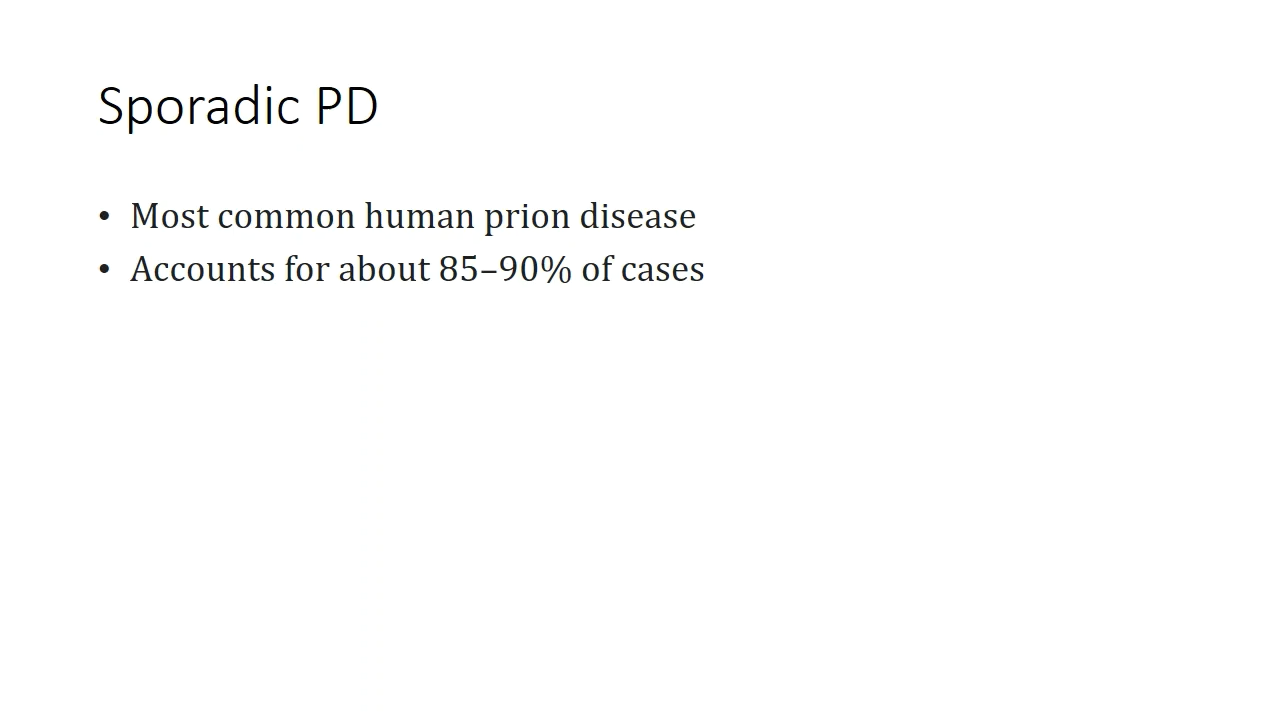 Sporadic PD
• Most common human prion disease
• Accounts for about 85–90% of cases